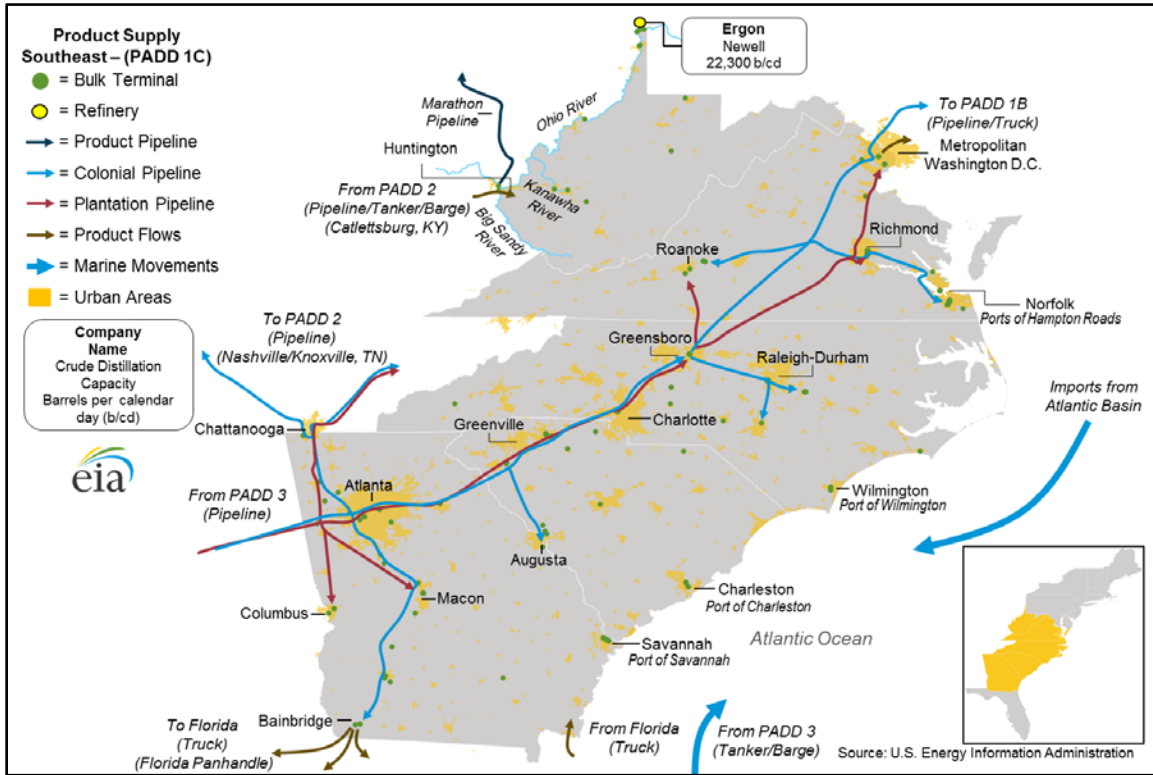 Product Supply
Southeast – (PADD 1C)
= Bulk Terminal
= Refinery
= Product Pipeline
= Colonial Pipeline
= Plantation Pipeline
= Product Flows
= Marine Movements
= Urban Areas
Company
Name
Crude Distillation
Capacity
Barrels per calendar
day (b/cd)
eia
Ergon
Newell
22,300 b/cd
Marathon
Pipeline
Ohio River
Huntington
From PADD 2
(Pipeline/Tanker/Barge)
(Catlettsburg, KY)
Kanawha
River
Big Sandy
River
To PADD 1B
(Pipeline/Truck)
Metropolitan
Washington D.C.
Richmond
Roanoke
Norfolk
Ports of Hampton Roads
To PADD 2
(Pipeline)
(Nashville/Knoxville, TN)
Greensboro
Raleigh-Durham
Imports from
Atlantic Basin
Chattanooga
Greenville
Charlotte
From PADD 3
(Pipeline)
Atlanta
Wilmington
Port of Wilmington
Augusta
Columbus
Macon
Charleston
Port of Charleston
Savannah
Port of Savannah
Atlantic Ocean
Bainbridge
To Florida
(Truck)
(Florida Panhandle)
From Florida
(Truck)
From PADD 3
(Tanker/Barge)
Source: U.S. Energy Information Administration